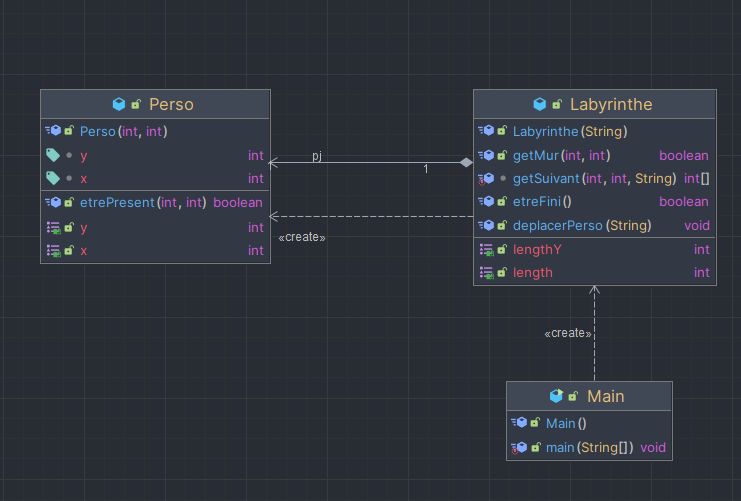 Perso
Perso(int, int)
y int
x int
etrePresent(int, int) boolean
y int
x int
pj
1
«create»
Labyrinthe
Labyrinthe(String)
getMur(int, int) boolean
getSuivant(int, int, String) int[]
etreFini() boolean
deplacerPerso(String) void
lengthY int
length int
«create»
Main
Main()
main(String[]) void